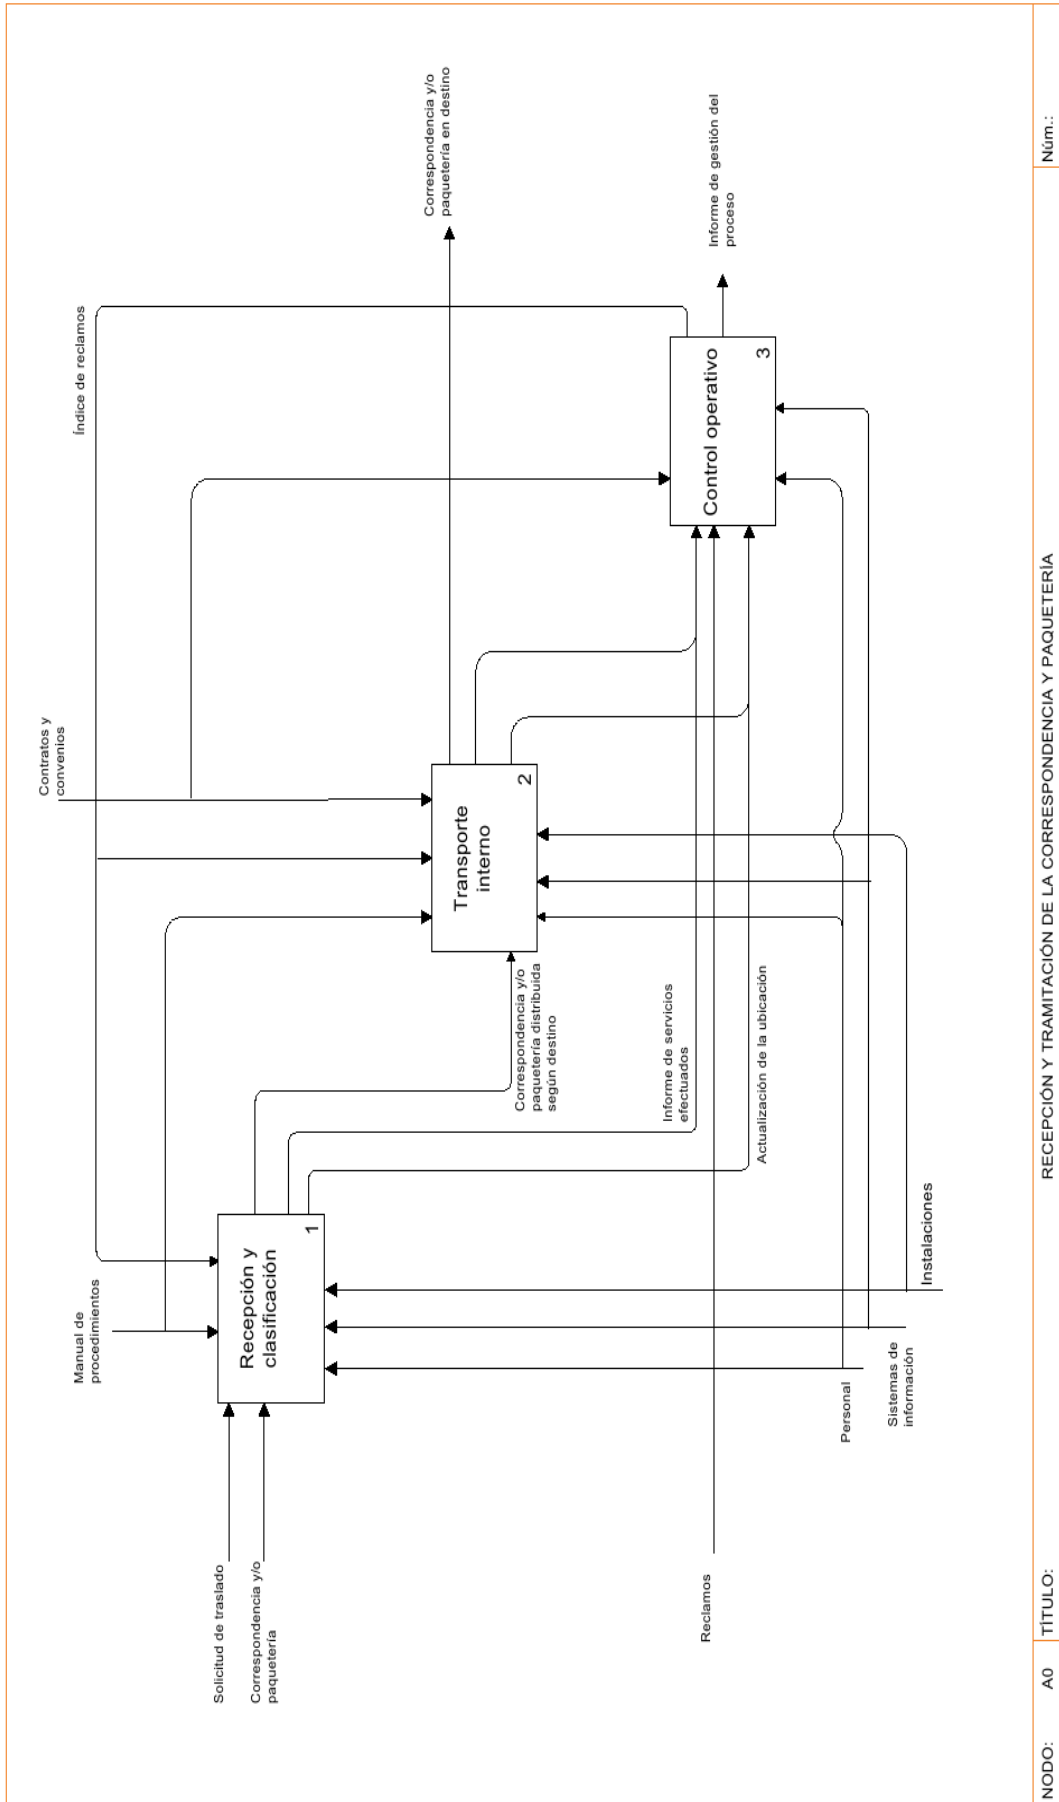 Contratos y
convenios
Índice de reclamos
Manual de
procedimientos
Solicitud de traslado
Correspondencia y/o
paquetería
Recepción y
clasificación
1
Correspondencia y/o
paquetería distribuida
según destino
Transporte
interno
2
Correspondencia y/o
paquetería en destino
Informe de servicios
efectuados
Actualización de la ubicación
Reclamos
Control operativo
3
Informe de gestión del
proceso
Personal
Sistemas de
información
Instalaciones
NODO:
A0
TÍTULO:
RECEPCIÓN Y TRAMITACIÓN DE LA CORRESPONDENCIA Y PAQUETERÍA
Núm.: